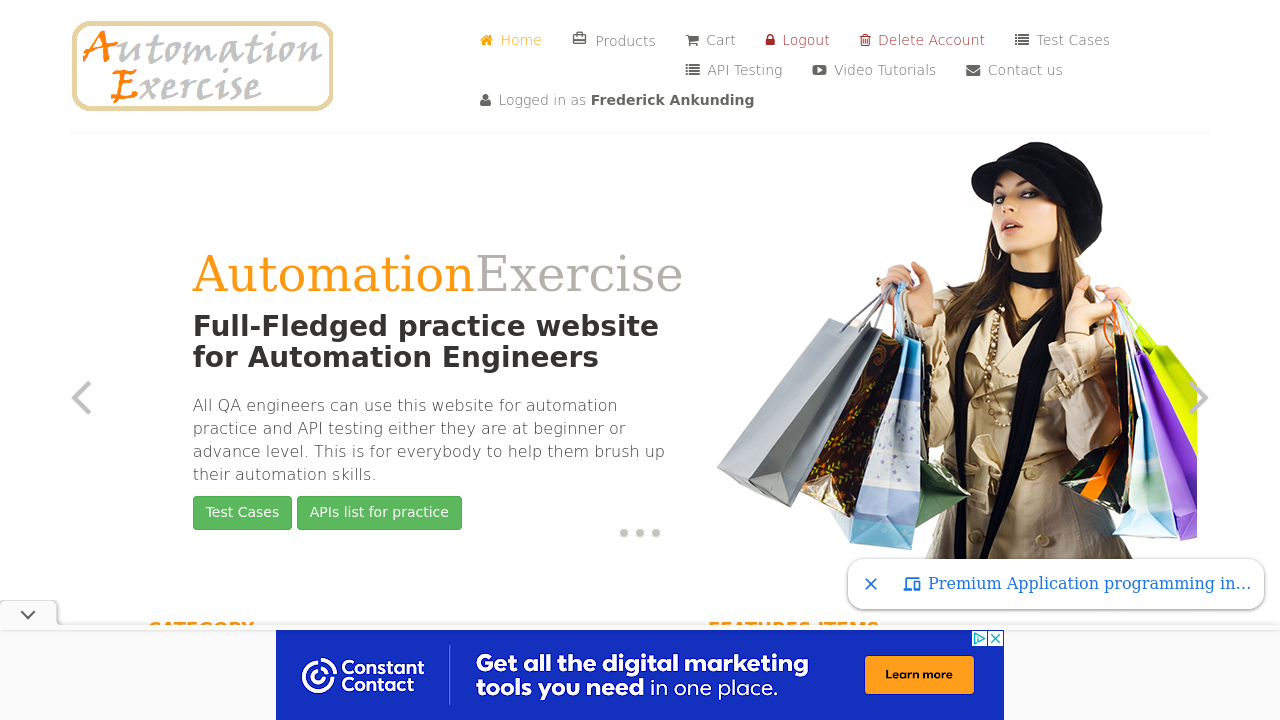 Automation
Exercise
Home
Products
Cart
Logout
Delete Account
Test Cases
API Testing
Video Tutorials
Contact us
Logged in as Frederick Ankunding
AutomationExercise
Full-Fledged practice website
for Automation Engineers
All QA engineers can use this website for automation
practice and API testing either they are at beginner or
advance level. This is for everybody to help them brush up
their automation skills.
Test Cases
APIs list for practice
Premium Application programming in...
CATEGORY
FEATURES ITEMS
Constant
Contact
Get all the digital marketing
tools you need in one place.
Learn more